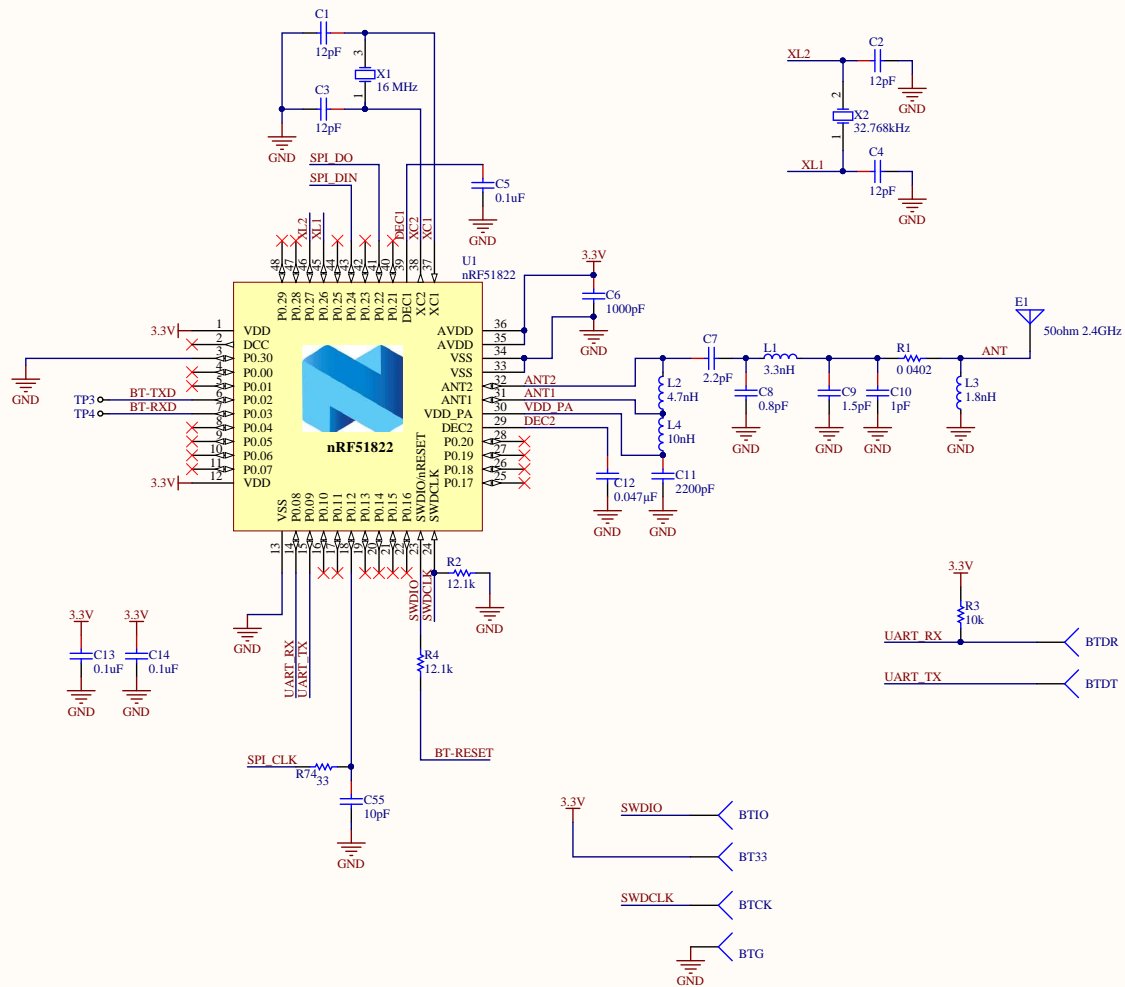 C1
12pF
3
X1
16 MHz
1
C3
12pF
GND
XL2
C2
12pF
GND
2
X2
32.768kHz
1
XL1
C4
12pF
GND
SPI_DO
SPI_DIN
C5
0.1uF
GND
XL2
XL1
DEC1
XC2
XC1
48
47
46
45
44
43
42
41
40
39
38
37
U1
nRF51822
P0.29
P0.28
P0.27
P0.26
P0.25
P0.24
P0.23
P0.22
P0.21
DEC1
XC2
XC1
3.3V
C6
1000pF
GND
3.3V
1 VDD
2 DCC
3 P0.30
4 P0.00
5 P0.01
BT-TXD 6 P0.02
BT-RXD 7 P0.03
8 P0.04
9 P0.05
10 P0.06
11 P0.07
3.3V 12 VDD
GND
TP3
TP4
nRF51822
AVDD 36
AVDD 35
VSS 34
VSS 33
ANT2 32 ANT2
ANT1 31 ANT1
VDD_PA 30 VDD_PA
DEC2 29 DEC2
P0.20 28
P0.19 27
P0.18 26
P0.17 25
C7
2.2pF
L1
3.3nH
R1
0 0402
ANT
E1
50ohm 2.4GHz
L2
4.7nH
L4
10nH
C8
0.8pF
GND
C9
1.5pF
GND
C10
1pF
GND
L3
1.8nH
GND
C12
0.047µF
GND
C11
2200pF
GND
VSS
P0.08
P0.09
P0.10
P0.11
P0.12
P0.13
P0.14
P0.15
P0.16
SWDIO/nRESET
SWDCLK
13
14
15
16
17
18
19
20
21
22
23
24
GND
UART_RX
UART_TX
SWDIO
SWDCLK
R2
12.1k
GND
R4
12.1k
BT-RESET
3.3V
C13
0.1uF
GND
3.3V
C14
0.1uF
GND
SPI_CLK
R74
33
C55
10pF
GND
3.3V
R3
10k
UART_RX
BTDR
UART_TX
BTDT
3.3V
SWDIO
BTIO
BT33
SWDCLK
BTCK
GND
BTG